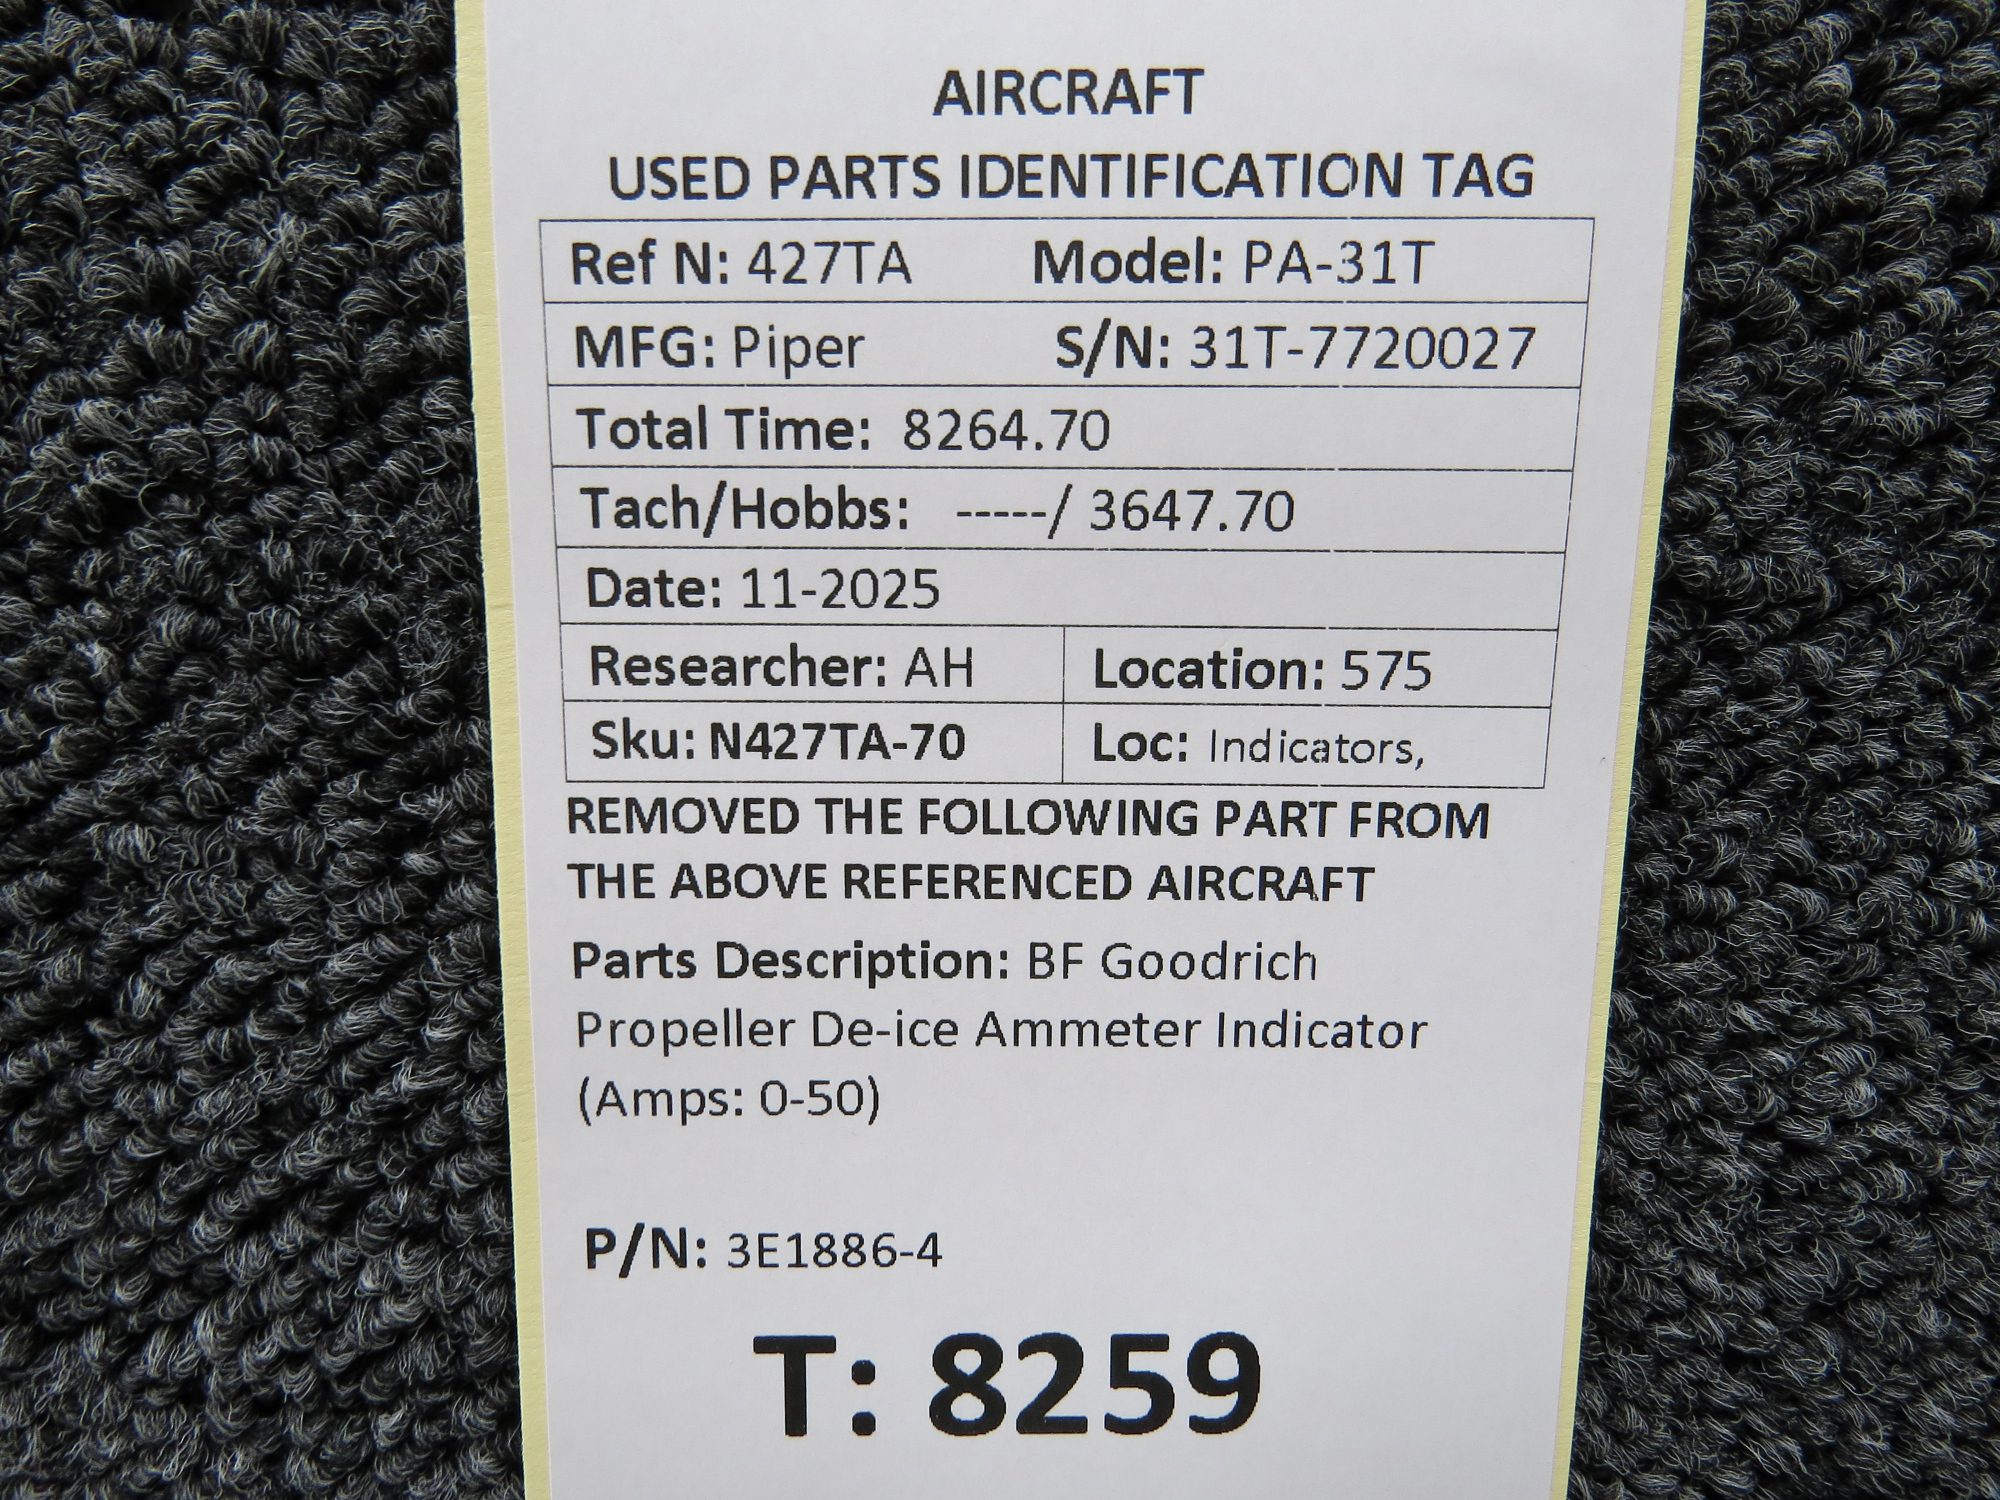 AIRCRAFT
USED PARTS IDENTIFICATION TAG
Ref N: 427TA Model: PA-31T
MFG: Piper S/N: 31T-7720027
Total Time: 8264.70
Tach/Hobbs: -----/ 3647.70
Date: 11-2025
Researcher: AH Location: 575
Sku: N427TA-70 Loc: Indicators,
REMOVED THE FOLLOWING PART FROM
THE ABOVE REFERENCED AIRCRAFT
Parts Description: BF Goodrich
Propeller De-ice Ammeter Indicator
(Amps: 0-50)
P/N: 3E1886-4
T: 8259